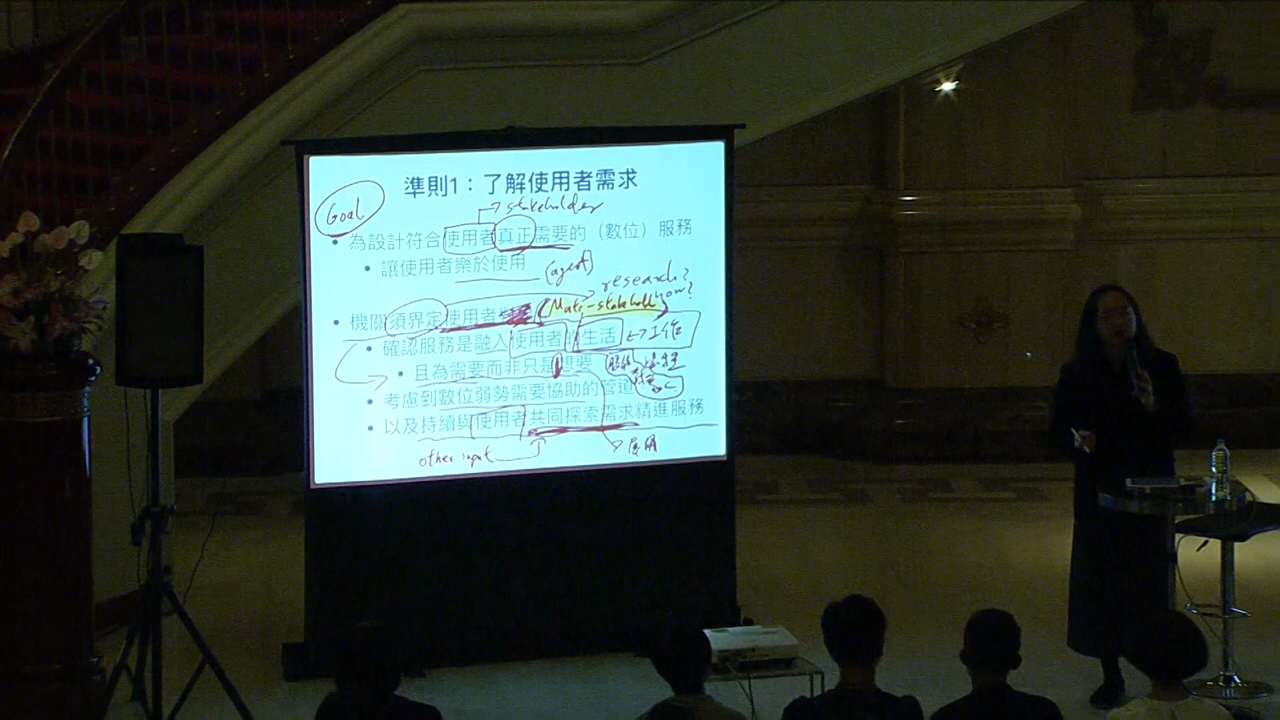 準則1：了解使用者需求
Goal
stakeholder
為設計符合使用者真正需要的（數位）服務
讓使用者樂於使用
(agent)
research?
how?
機關須界定使用者
確認服務是融入使用者的生活 ↔工作
且為需要而非只是想要
考慮到數位弱勢需要協助的管道
以及持續與使用者共同探索需求精進服務
other input